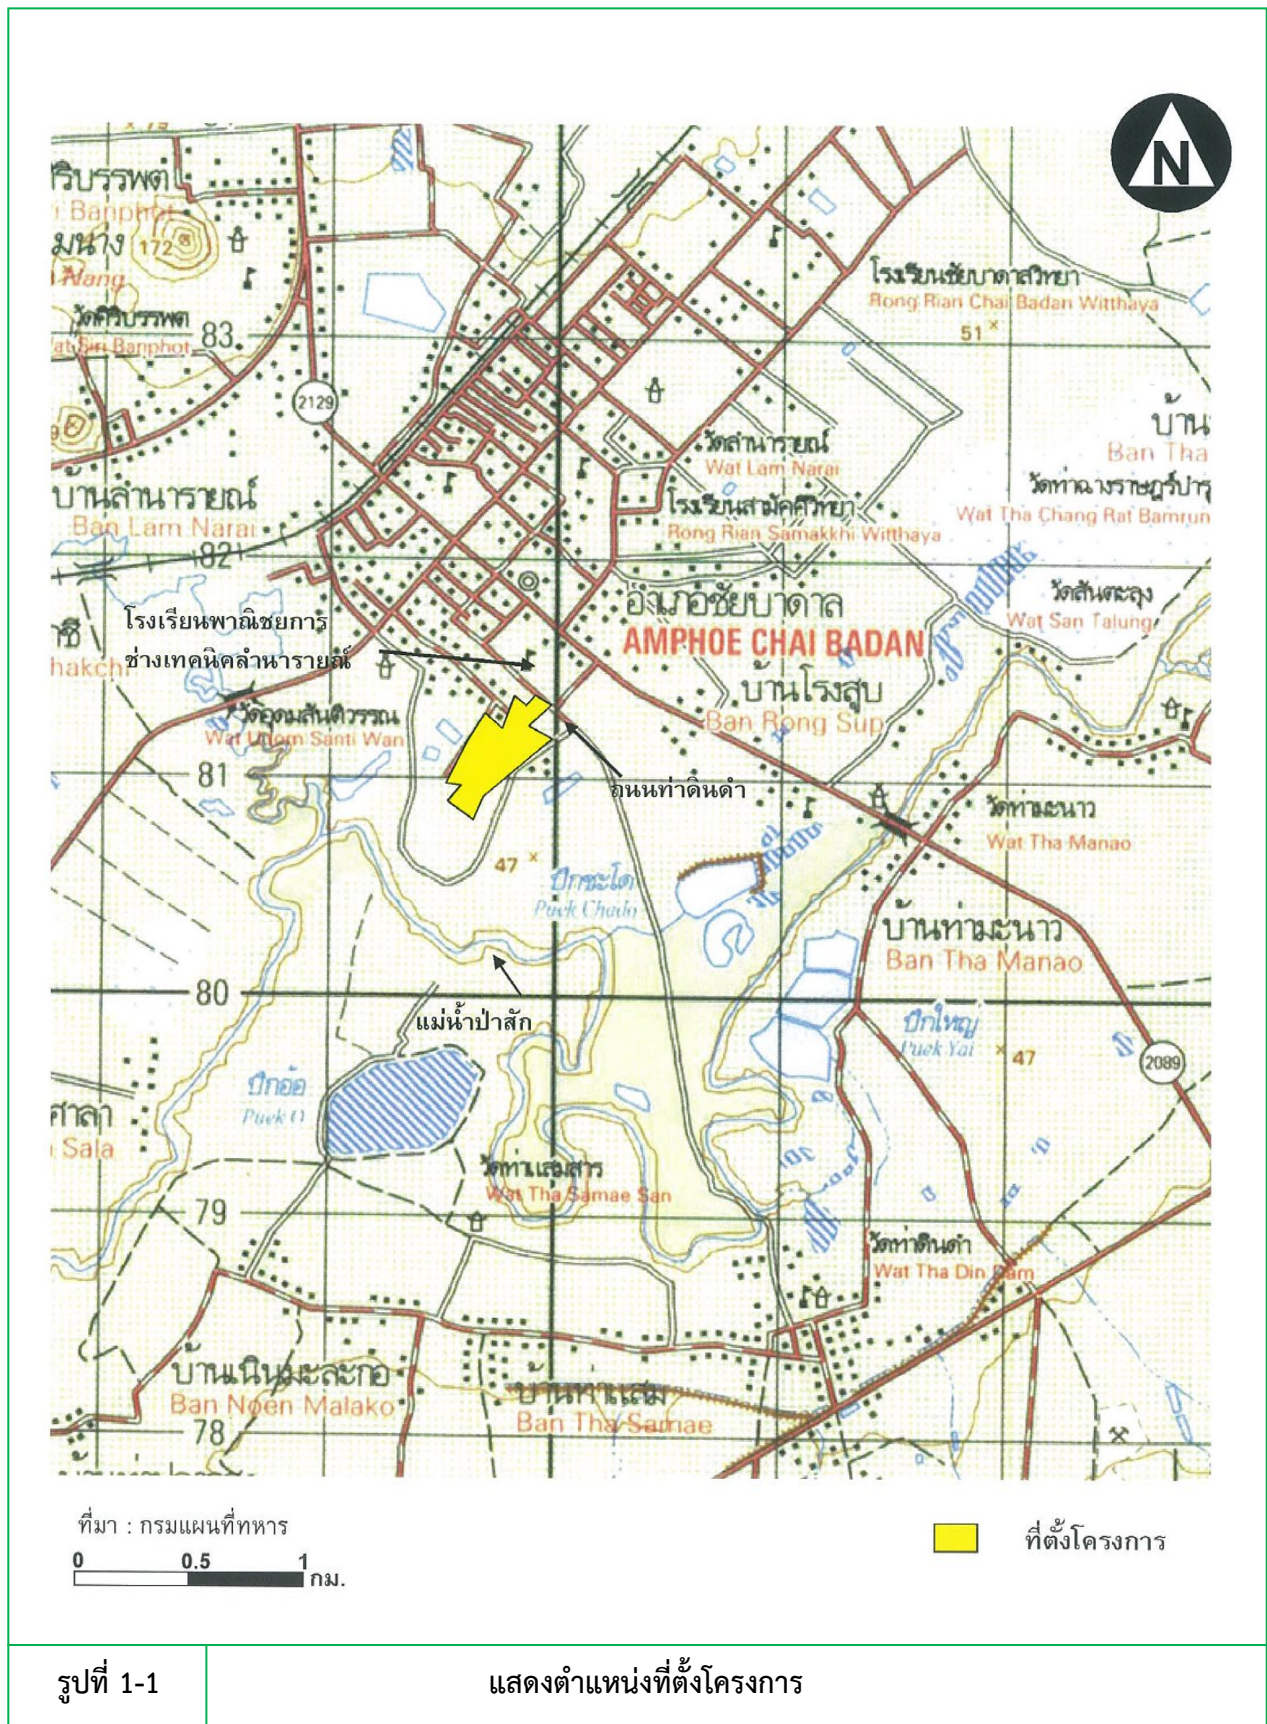 N
ริบรรพต
Banphot
มนาง
172
Nang
วัดศิริบรรพต
at Siri Banphot
83
2129
โรงเรียนชัยบาดาลวิทยา
Rong Rian Chai Badan Witthaya
51
บ้าน
Ban Tha
วัดลำนารายณ์
Wat Lam Narai
วัดท่าฉางราษฎร์บำรุ
Wat Tha Chang Rat Bamrun
บ้านลำนารายณ์
Ban Lam Narai
โรงเรียนสามัคคีวิทยา
Rong Rian Samakkhi Witthaya
82
อำเภอชัยบาดาล
AMPHOE CHAI BADAN
วัดสันตะลุง
Wat San Talung
โรงเรียนพาณิชยการ
ช่างเทคนิคลำนารายณ์
hakchi
บ้านโรงสูบ
Ban Rong Sup
วัดอุดมสันติวรรณ
Wat Udom Santi Wan
81
ถนนท่าดินดำ
วัดท่ามะนาว
Wat Tha Manao
47
ปึกชะโด
Puek Chado
บ้านท่ามะนาว
Ban Tha Manao
80
แม่น้ำป่าสัก
ปึกใหญ่
Puek Yai
47
2089
ปึกอ้อ
Puek O
ศาลา
Sala
วัดท่าแสมสาร
Wat Tha Samae San
79
วัดท่าดินดำ
Wat Tha Din Dam
บ้านเนินมะละกอ
Ban Noen Malako
บ้านท่าแสม
Ban Tha Samae
78
ที่มา : กรมแผนที่ทหาร
0 0.5 1
กม.
ที่ตั้งโครงการ
รูปที่ 1-1
แสดงตำแหน่งที่ตั้งโครงการ